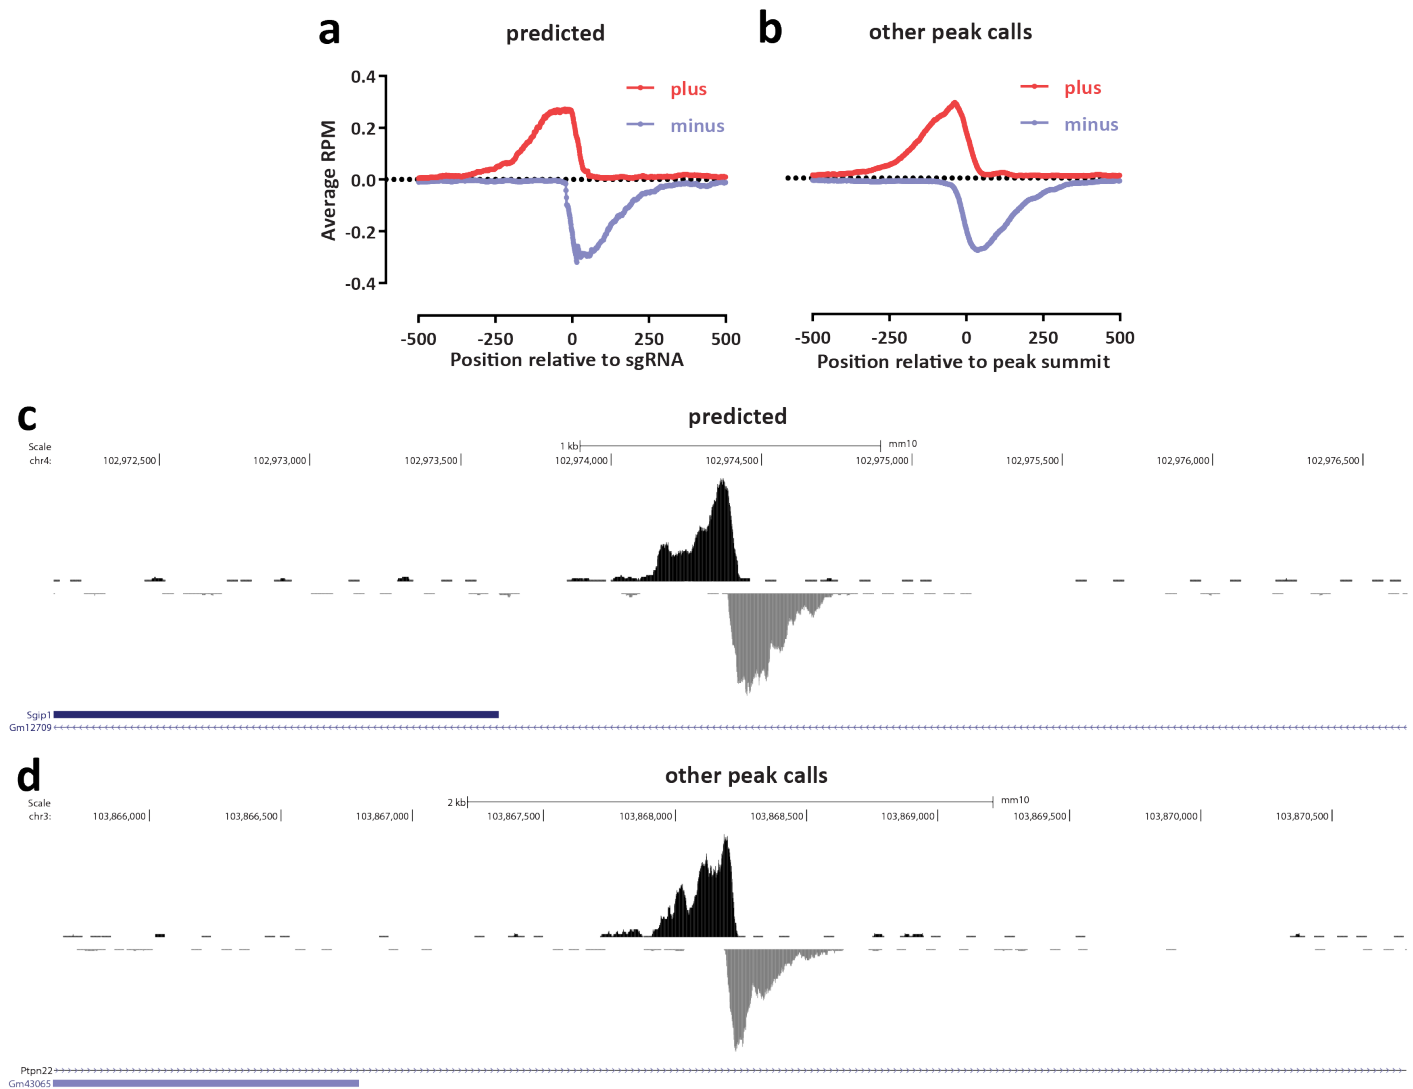 a
predicted
b
other peak calls
0.4
0.2
0.0
-0.2
-0.4
Average RPM
plus
minus
plus
minus
-500 -250 0 250 500
Position relative to sgRNA
-500 -250 0 250 500
Position relative to peak summit
c
predicted
Scale 1 kb mm10
chr4: 102,972,500 102,973,000 102,973,500 102,974,000 102,974,500 102,975,000 102,975,500 102,976,000 102,976,500
Sgip1
Gm12709
d
other peak calls
Scale 2 kb mm10
chr3: 103,866,000 103,866,500 103,867,000 103,867,500 103,868,000 103,868,500 103,869,000 103,869,500 103,870,000 103,870,500
Ptpn22
Gm43065